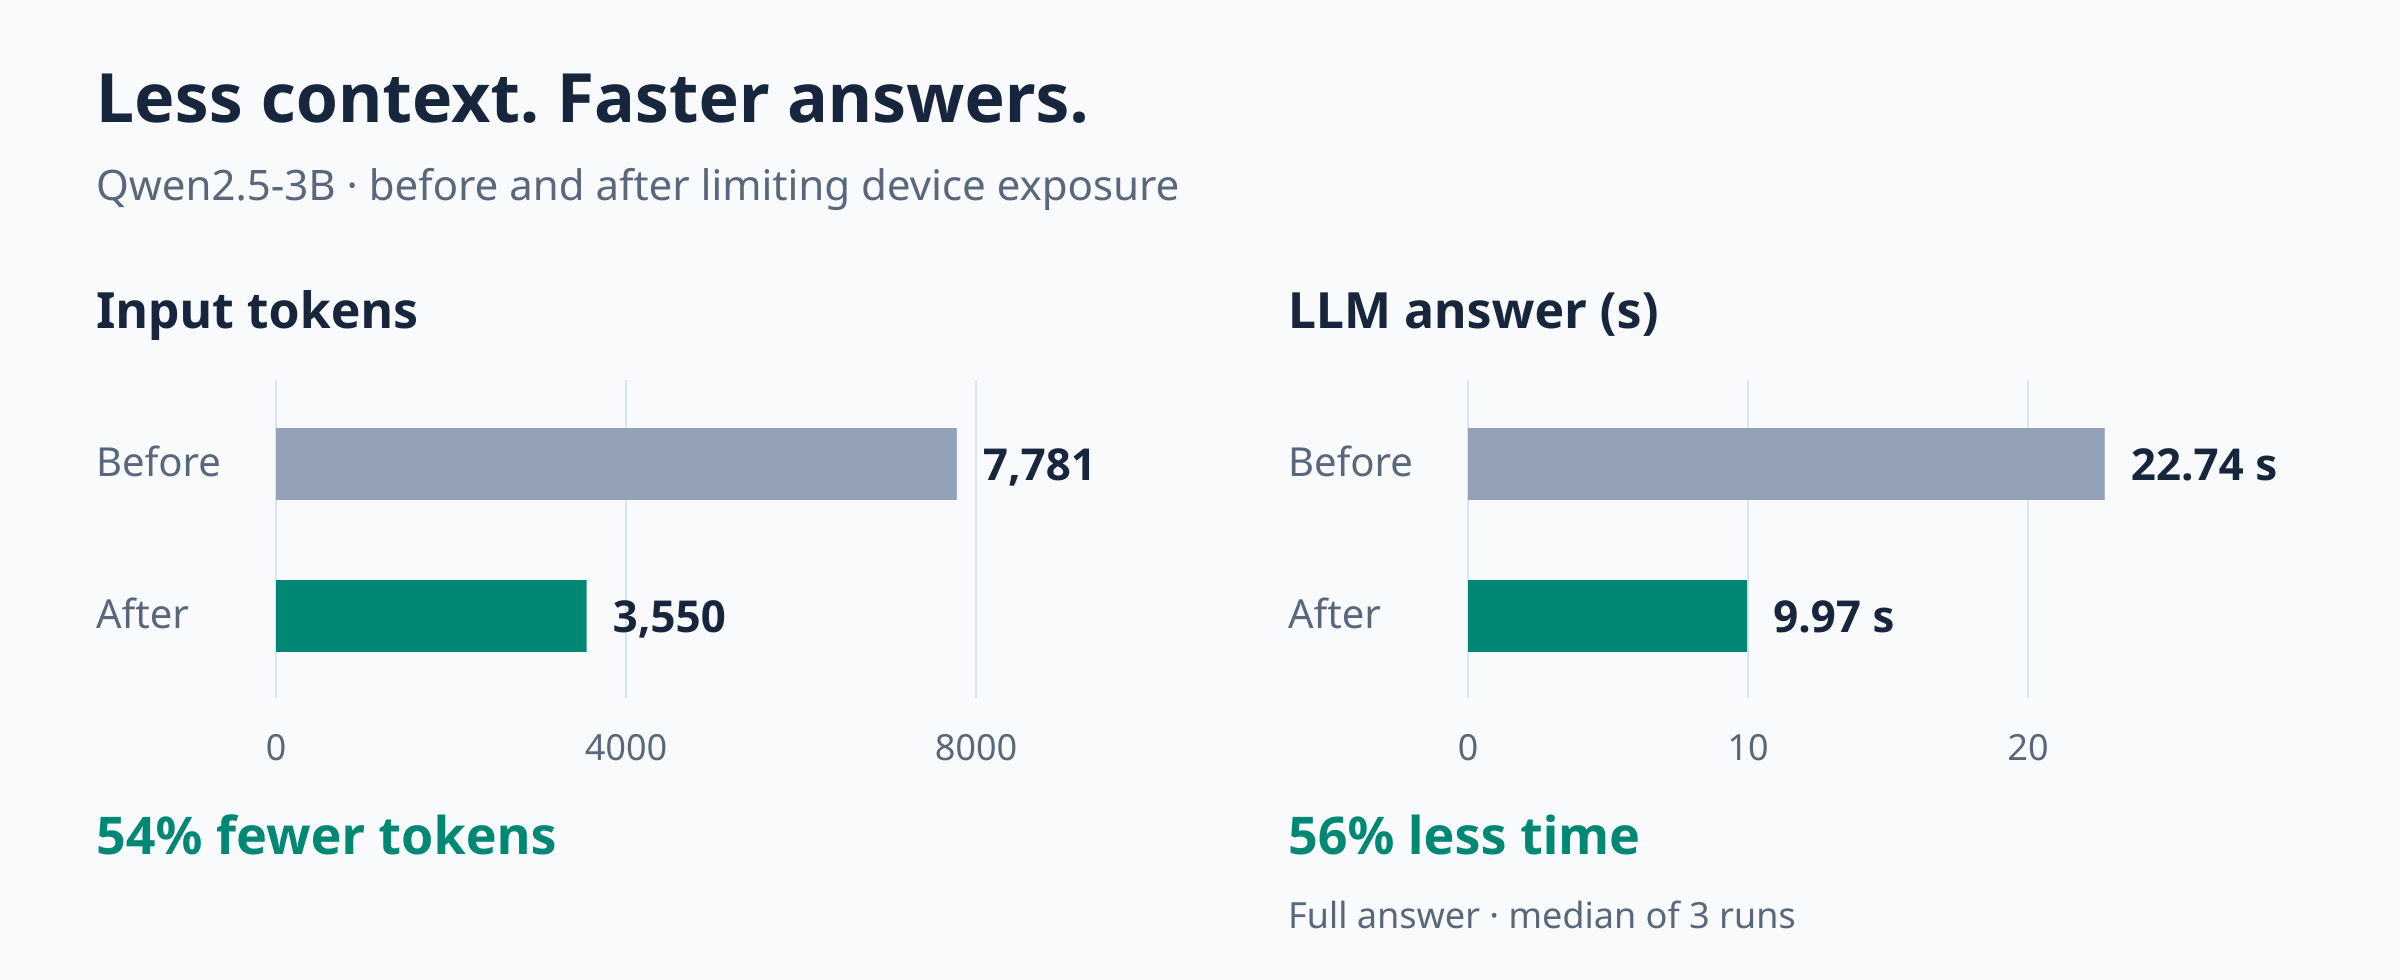 Less context. Faster answers.
Qwen2.5-3B · before and after limiting device exposure
Input tokens
Before
7,781
After
3,550
0
4000
8000
54% fewer tokens
LLM answer (s)
Before
22.74 s
After
9.97 s
0
10
20
56% less time
Full answer · median of 3 runs